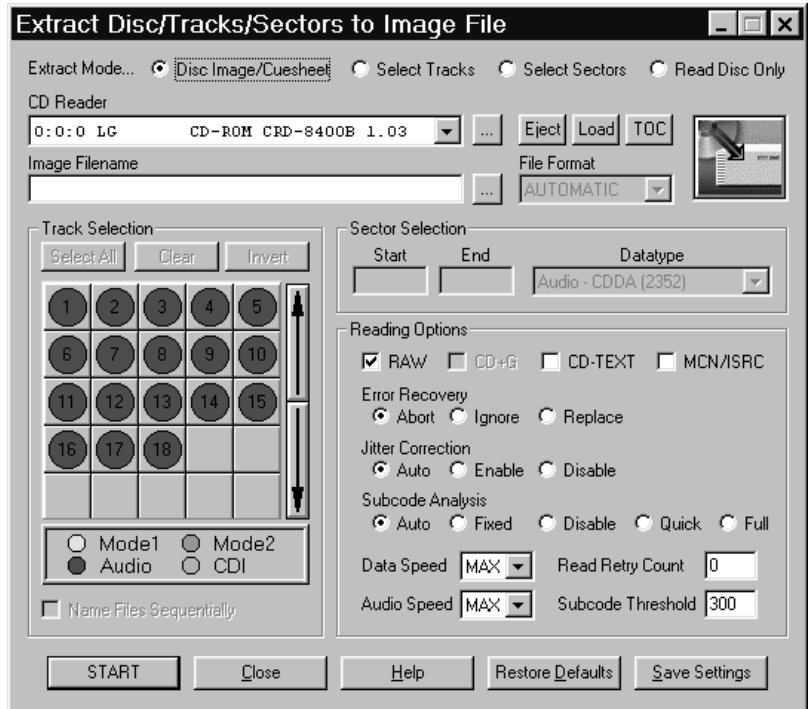 Extract Disc/Tracks/Sectors to Image File
Extract Mode... Disc Image/Cuesheet Select Tracks Select Sectors Read Disc Only
CD Reader
0:0:0 LG CD-ROM CRD-8400B 1.03 ... Eject Load TOC
Image Filename File Format
... AUTOMATIC
Track Selection
Select All Clear Invert
1 2 3 4 5
6 7 8 9 10
11 12 13 14 15
16 17 18
Mode1 Mode2
Audio CDI
Name Files Sequentially
Sector Selection
Start End Datatype
Audio - CDDA (2352)
Reading Options
RAW CD+G CD-TEXT MCN/ISRC
Error Recovery
Abort Ignore Replace
Jitter Correction
Auto Enable Disable
Subcode Analysis
Auto Fixed Disable Quick Full
Data Speed MAX Read Retry Count 0
Audio Speed MAX Subcode Threshold 300
START Close Help Restore Defaults Save Settings